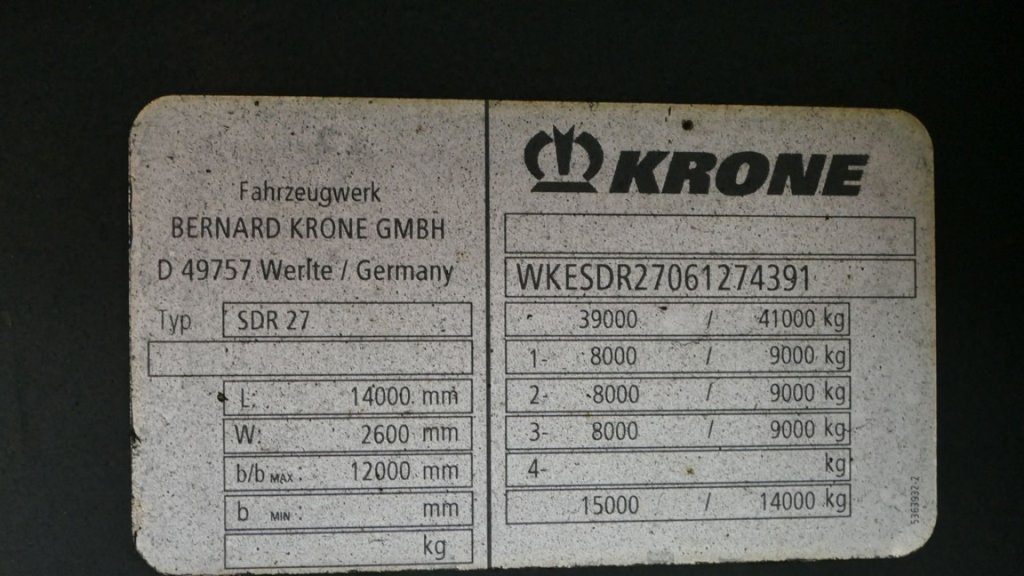 Fahrzeugwerk
BERNARD KRONE GMBH
D 49757 Werlte / Germany
Typ SDR 27
L: 14000 mm
W: 2600 mm
b/b MAX: 12000 mm
b MIN: mm
kg
KRONE
WKESDR27061274391
39000 / 41000 kg
1- 8000 / 9000 kg
2- 8000 / 9000 kg
3- 8000 / 9000 kg
4- kg
15000 / 14000 kg
5363932-2